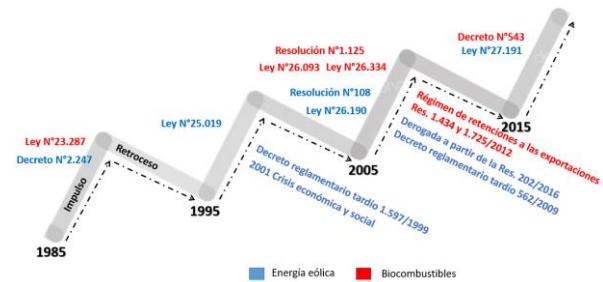 Decreto N°543
Ley N°27.191
Resolución N°1.125
Ley N°26.093 Ley N°26.334
Resolución N°108
Ley N°26.190
Ley N°25.019
Ley N°23.287
Decreto N°2.247
Impulso
Retroceso
1985
1995
2005
2015
Decreto reglamentario tardío 1.597/1999
2001 Crisis económica y social
Régimen de retenciones a las exportaciones
Res. 1.434 y 1.725/2012
Derogada a partir de la Res. 202/2016
Decreto reglamentario tardío 562/2009
Energía eólica
Biocombustibles